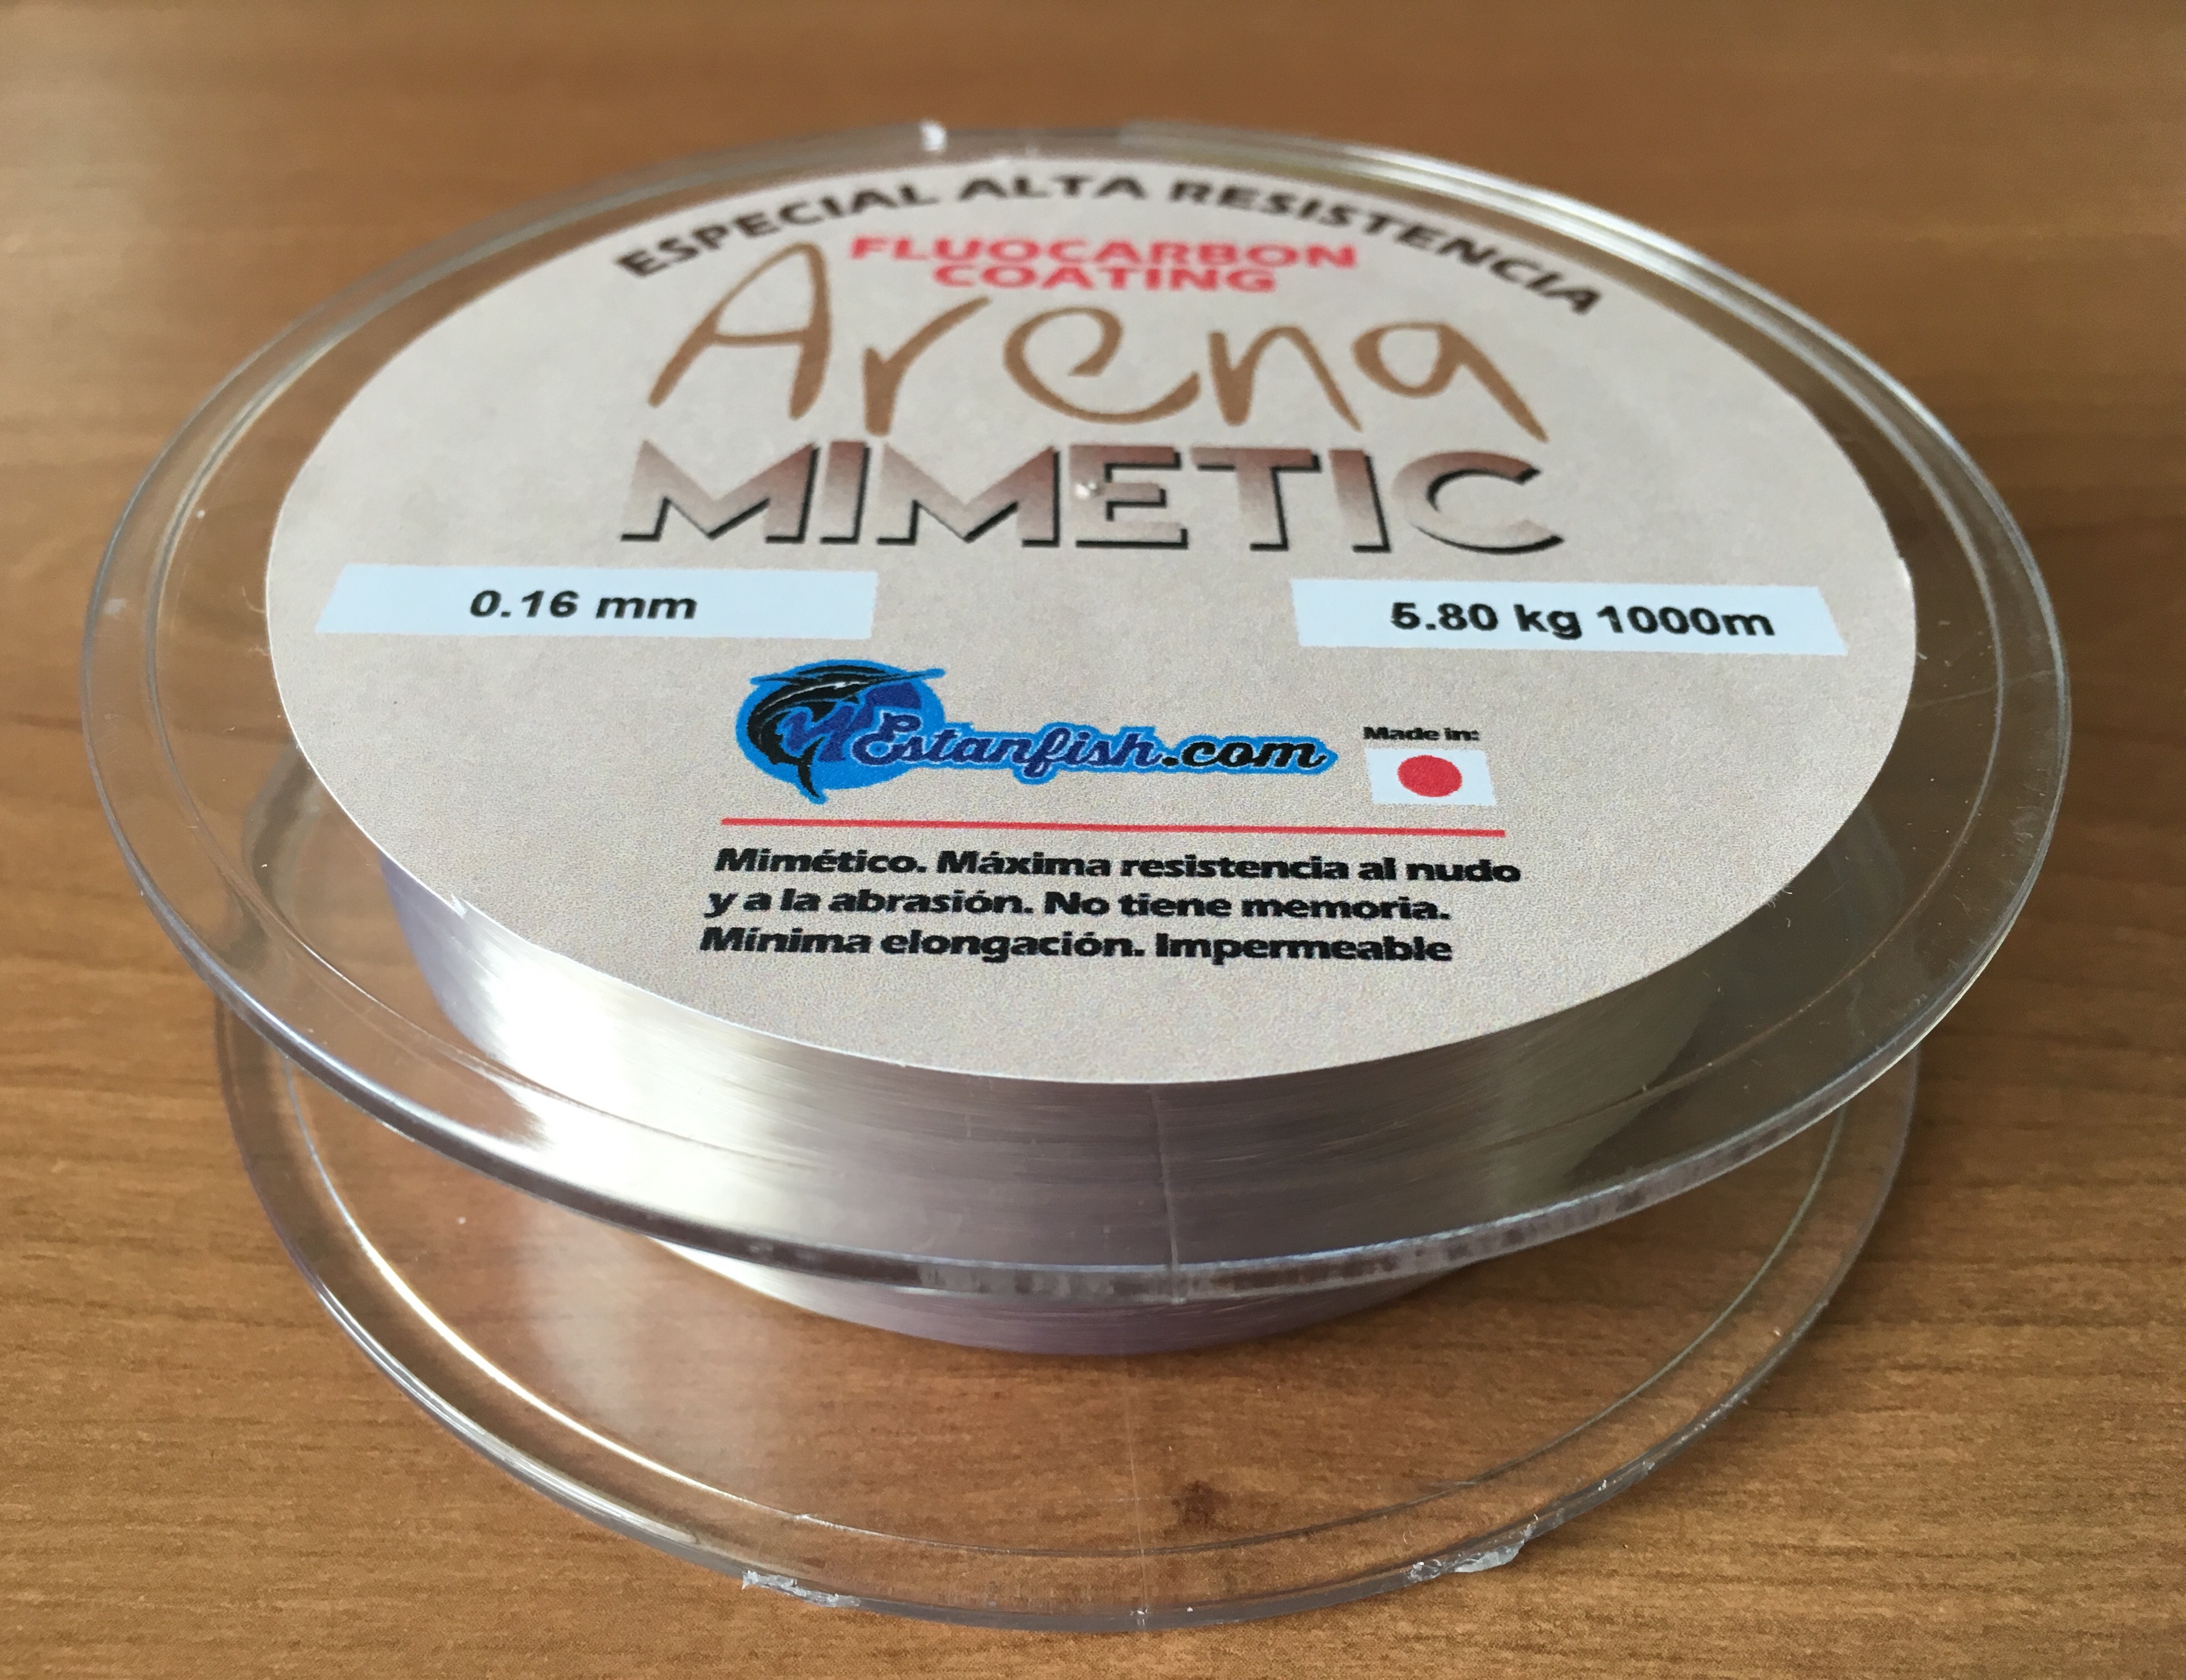 ESPECIAL ALTA RESISTENCIA
FLUOCARBON
COATING
Arena
MIMETIC
0.16 mm
5.80 kg 1000m
WEstanfish.com
Made in:
Mimético. Máxima resistencia al nudo
y a la abrasión. No tiene memoria.
Mínima elongación. Impermeable